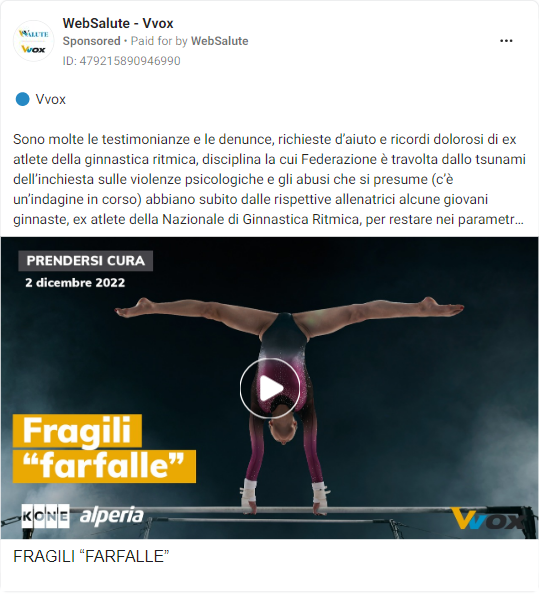 WebSalute - Vvox
Sponsored • Paid for by WebSalute
ID: 479215890946990
WEBSALUTE
Vvox
Vvox
Sono molte le testimonianze e le denunce, richieste d'aiuto e ricordi dolorosi di ex
atlete della ginnastica ritmica, disciplina la cui Federazione è travolta dallo tsunami
dell'inchiesta sulle violenze psicologiche e gli abusi che si presume (c'è
un'indagine in corso) abbiano subito dalle rispettive allenatrici alcune giovani
ginnaste, ex atlete della Nazionale di Ginnastica Ritmica, per restare nei parametr...
PRENDERSI CURA
2 dicembre 2022
Fragili
“farfalle”
KONE alperia
Vvox
FRAGILI “FARFALLE”